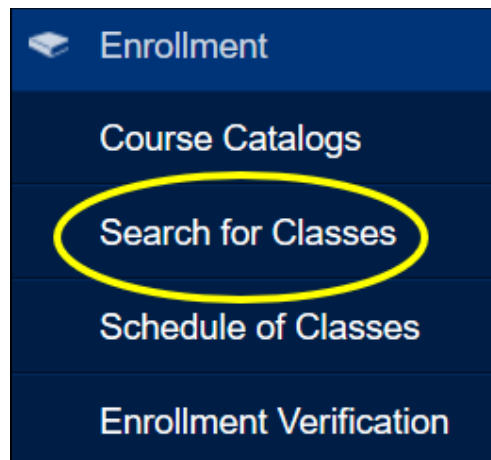 Enrollment
Course Catalogs
Search for Classes
Schedule of Classes
Enrollment Verification